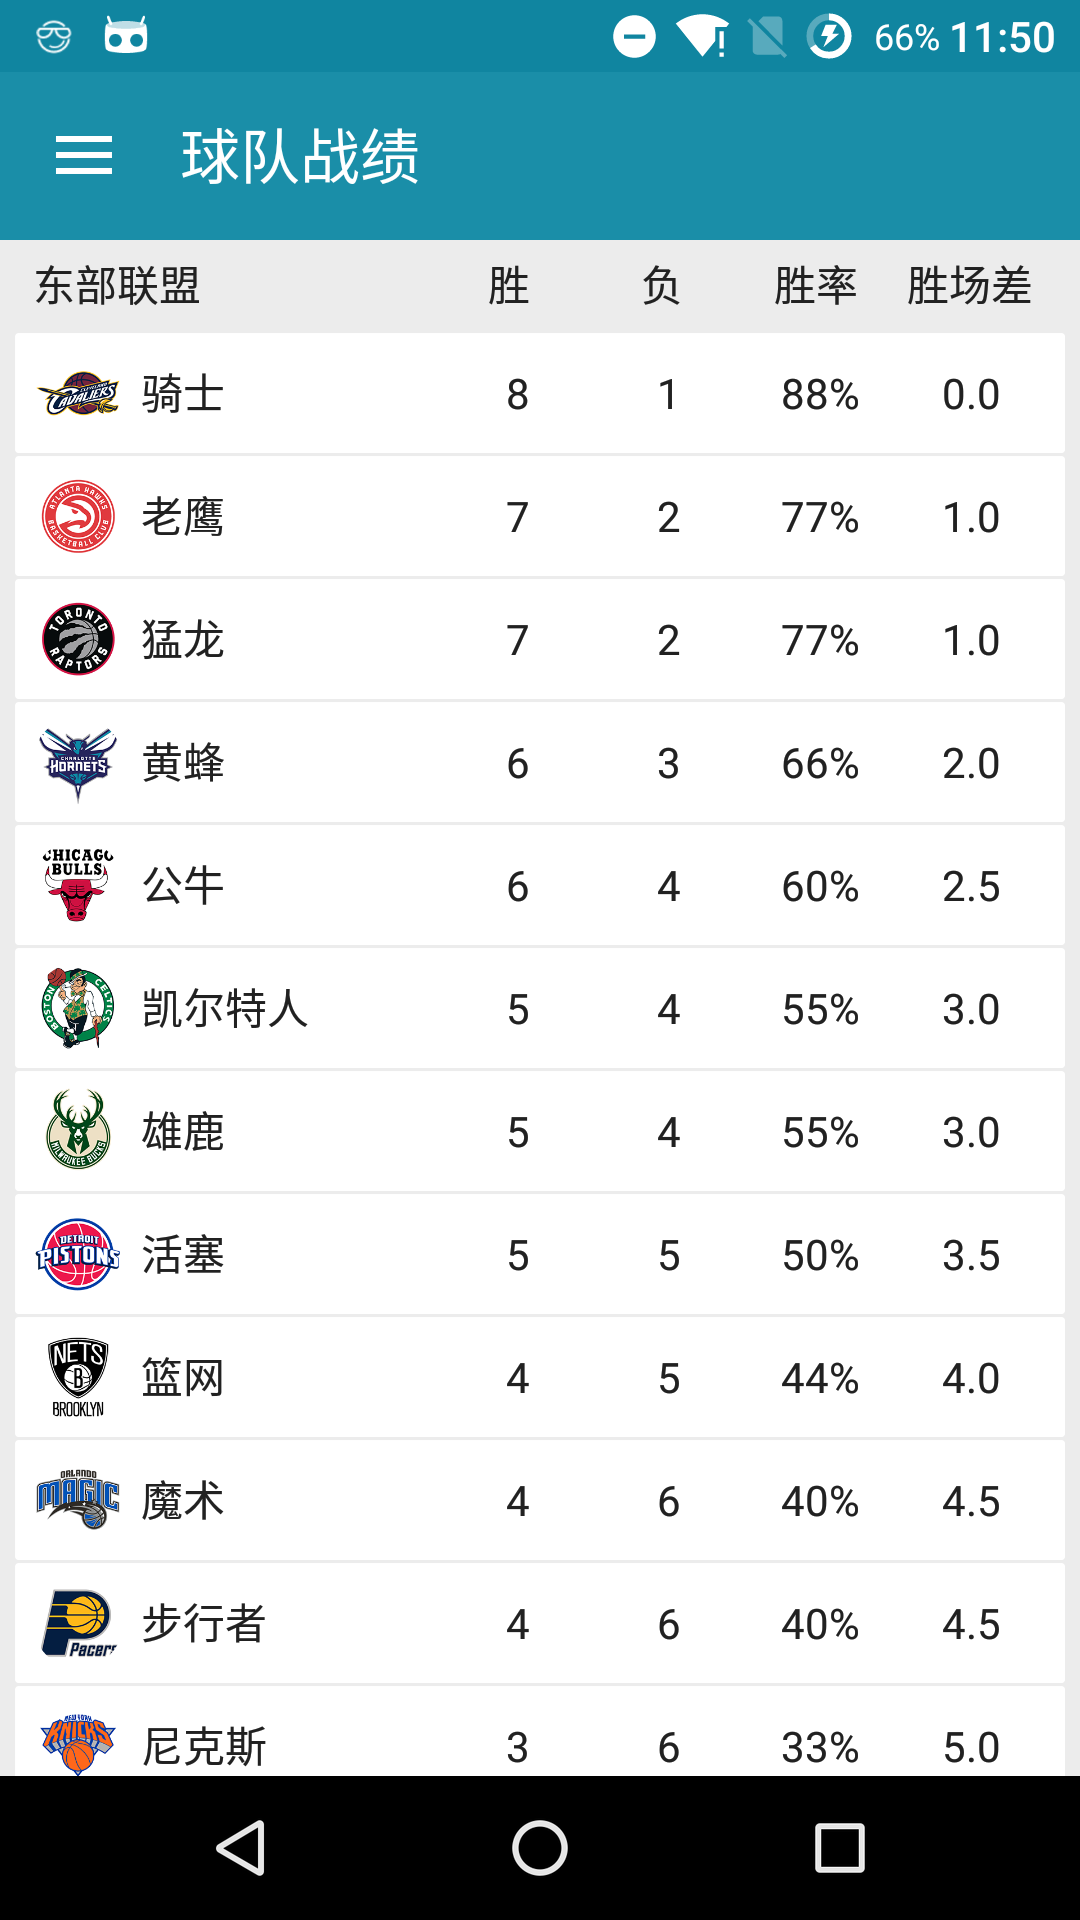 66% 11:50
球队战绩
东部联盟 胜 负 胜率 胜场差
CAVALIERS 骑士 8 1 88% 0.0
ATLANTA HAWKS BASKETBALL CLUB 老鹰 7 2 77% 1.0
TORONTO RAPTORS 猛龙 7 2 77% 1.0
CHARLOTTE HORNETS 黄蜂 6 3 66% 2.0
CHICAGO BULLS 公牛 6 4 60% 2.5
BOSTON CELTICS 凯尔特人 5 4 55% 3.0
MILWAUKEE BUCKS 雄鹿 5 4 55% 3.0
DETROIT PISTONS 活塞 5 5 50% 3.5
NETS B BROOKLYN 篮网 4 5 44% 4.0
ORLANDO MAGIC 魔术 4 6 40% 4.5
Pacers 步行者 4 6 40% 4.5
NEW YORK KNICKS 尼克斯 3 6 33% 5.0